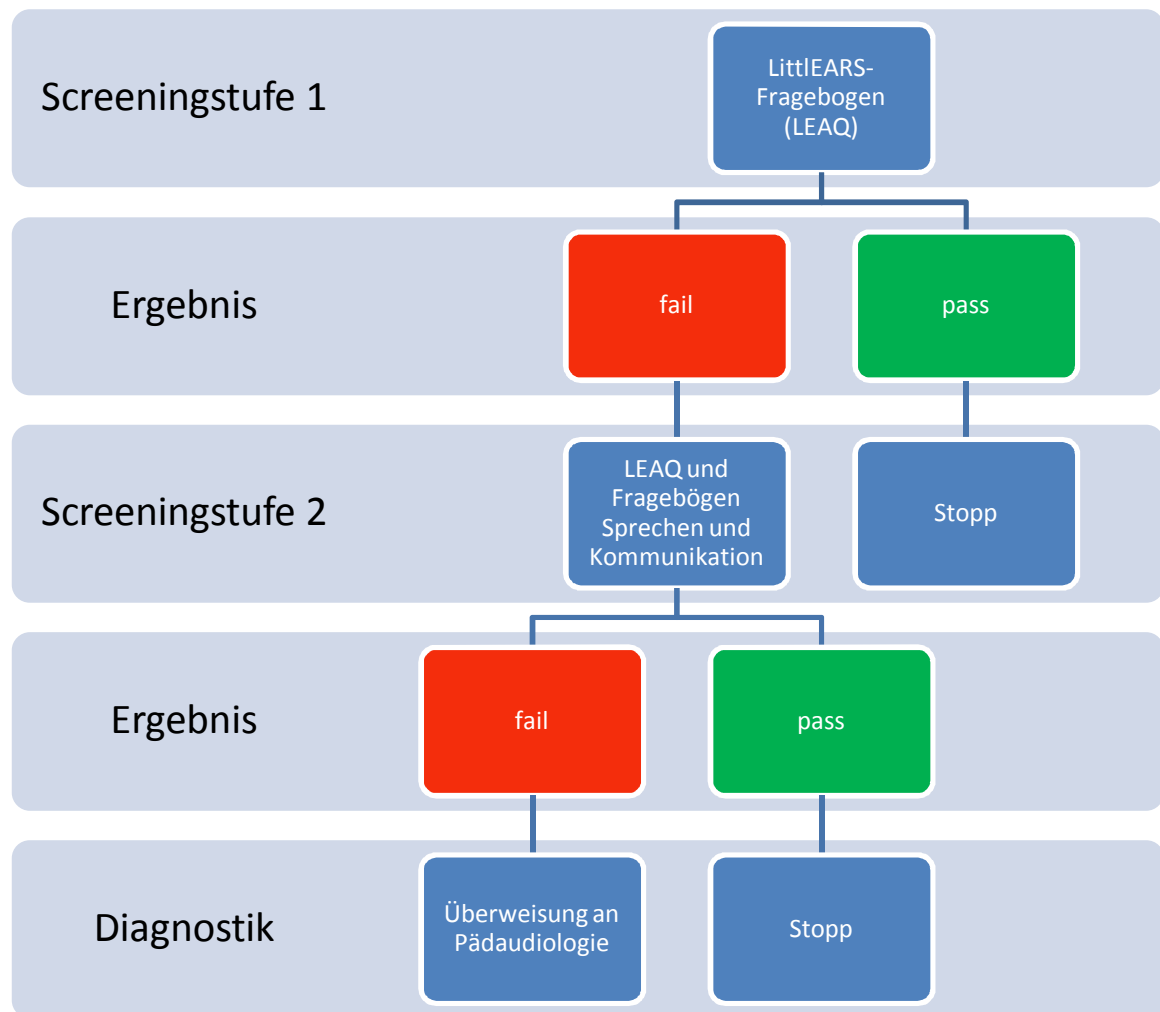 Screeningstufe 1
LittlEARS-
Fragebogen
(LEAQ)
Ergebnis
fail
pass
Screeningstufe 2
LEAQ und
Fragebögen
Sprechen und
Kommunikation
Stopp
Ergebnis
fail
pass
Diagnostik
Überweisung an
Pädaudiologie
Stopp